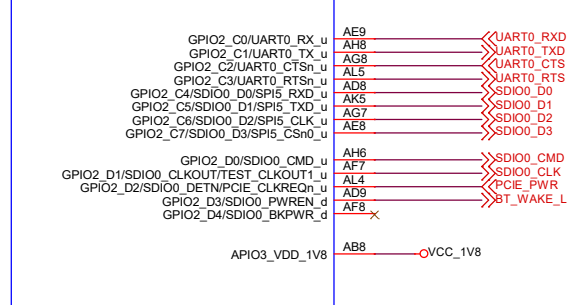 GPIO2_C0/UART0_RX_u AE9 UART0_RXD
GPIO2_C1/UART0_TX_u AH8 UART0_TXD
GPIO2_C2/UART0_CTSn_u AG8 UART0_CTS
GPIO2_C3/UART0_RTSn_u AL5 UART0_RTS
GPIO2_C4/SDIO0_D0/SPI5_RXD_u AD8 SDIO0_D0
GPIO2_C5/SDIO0_D1/SPI5_TXD_u AK5 SDIO0_D1
GPIO2_C6/SDIO0_D2/SPI5_CLK_u AG7 SDIO0_D2
GPIO2_C7/SDIO0_D3/SPI5_CSn0_u AE8 SDIO0_D3
GPIO2_D0/SDIO0_CMD_u AH6 SDIO0_CMD
GPIO2_D1/SDIO0_CLKOUT/TEST_CLKOUT1_u AF7 SDIO0_CLK
GPIO2_D2/SDIO0_DETN/PCIE_CLKREQn_u AL4 PCIE_PWR
GPIO2_D3/SDIO0_PWREN_d AD9 BT_WAKE_L
GPIO2_D4/SDIO0_BKPWR_d AF8
APIO3_VDD_1V8 AB8 VCC_1V8